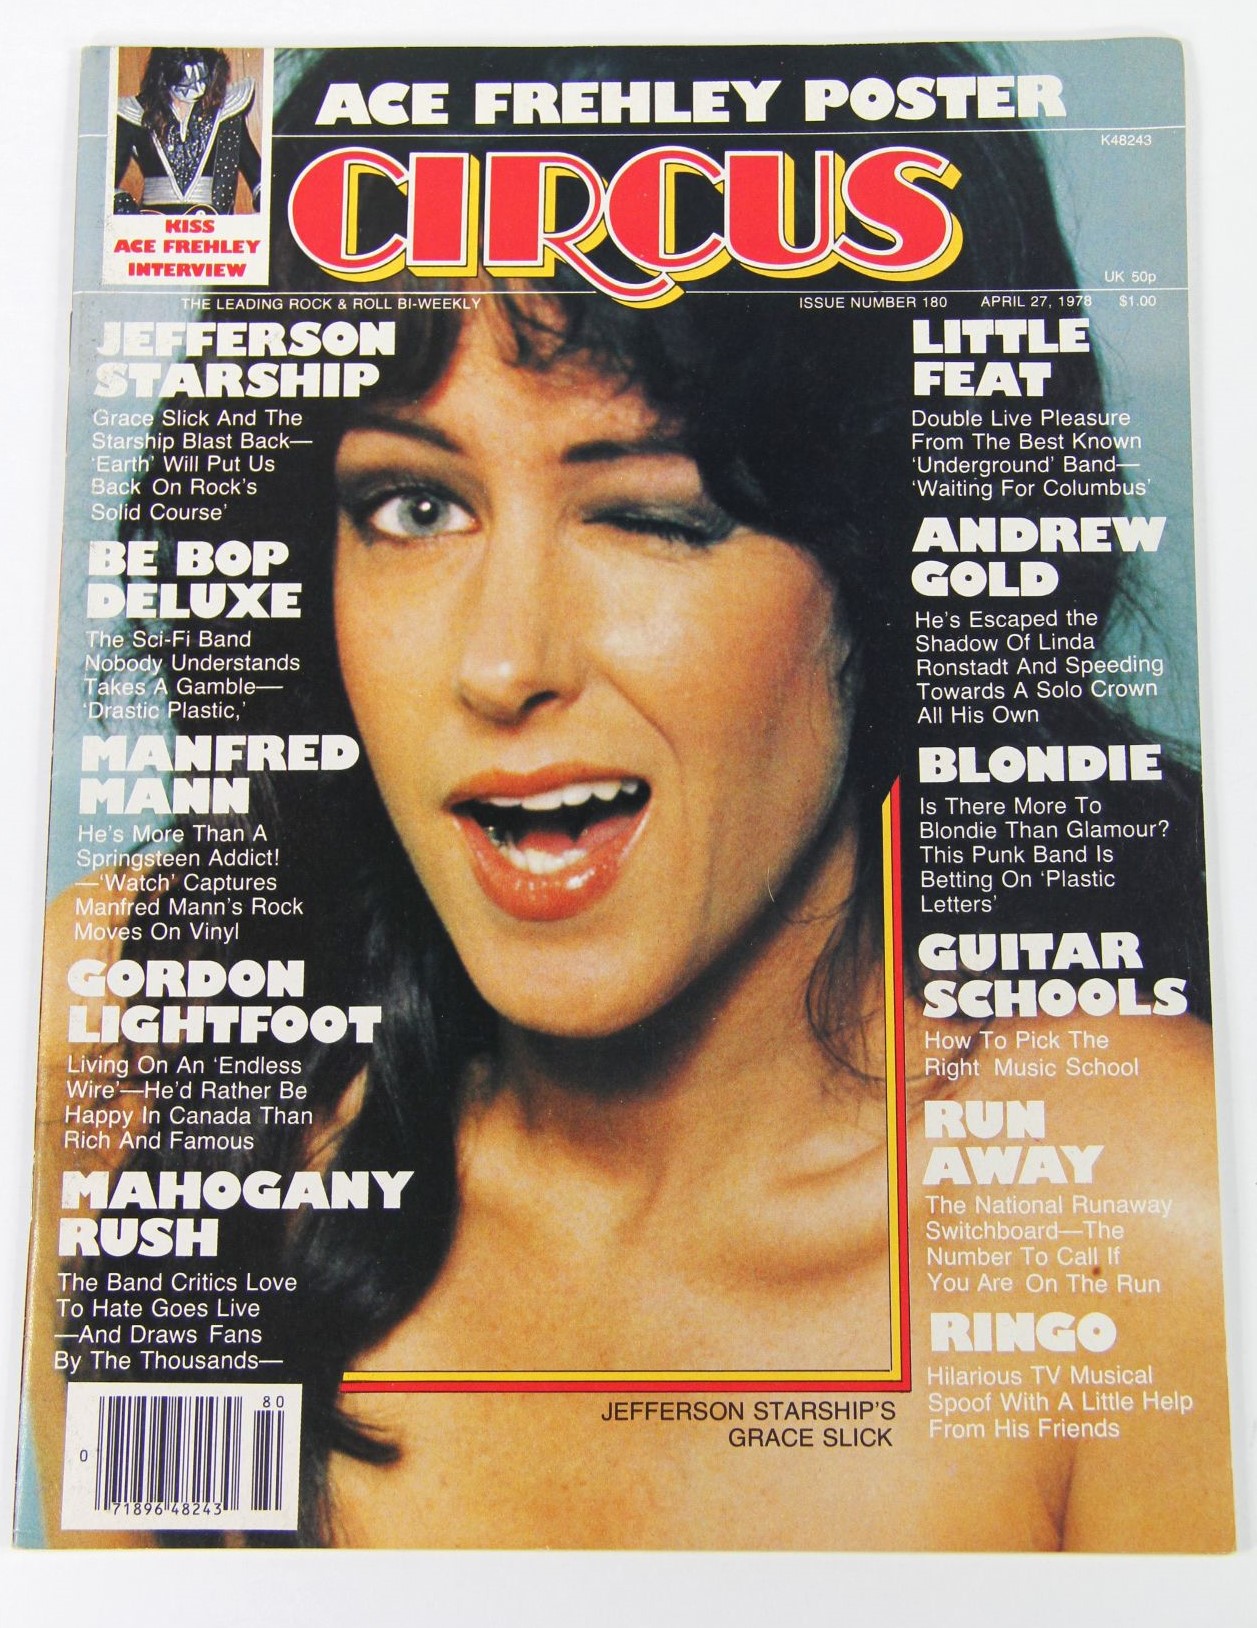 ACE FREHLEY POSTER
K48243
CIRCUS
KISS
ACE FREHLEY
INTERVIEW
UK 50p
THE LEADING ROCK & ROLL BI-WEEKLY
ISSUE NUMBER 180 APRIL 27, 1978 $1.00
JEFFERSON
STARSHIP
Grace Slick And The
Starship Blast Back—
‘Earth’ Will Put Us
Back On Rock's
Solid Course’
BE BOP
DELUXE
The Sci-Fi Band
Nobody Understands
Takes A Gamble—
‘Drastic Plastic,’
MANFRED
MANN
He's More Than A
Springsteen Addict!
—‘Watch’ Captures
Manfred Mann's Rock
Moves On Vinyl
GORDON
LIGHTFOOT
Living On An ‘Endless
Wire’—He'd Rather Be
Happy In Canada Than
Rich And Famous
MAHOGANY
RUSH
The Band Critics Love
To Hate Goes Live
—And Draws Fans
By The Thousands—
80
0
71896 48243
LITTLE
FEAT
Double Live Pleasure
From The Best Known
‘Underground’ Band—
‘Waiting For Columbus’
ANDREW
GOLD
He's Escaped the
Shadow Of Linda
Ronstadt And Speeding
Towards A Solo Crown
All His Own
BLONDIE
Is There More To
Blondie Than Glamour?
This Punk Band Is
Betting On ‘Plastic
Letters’
GUITAR
SCHOOLS
How To Pick The
Right Music School
RUN
AWAY
The National Runaway
Switchboard—The
Number To Call If
You Are On The Run
RINGO
Hilarious TV Musical
Spoof With A Little Help
From His Friends
JEFFERSON STARSHIP'S
GRACE SLICK